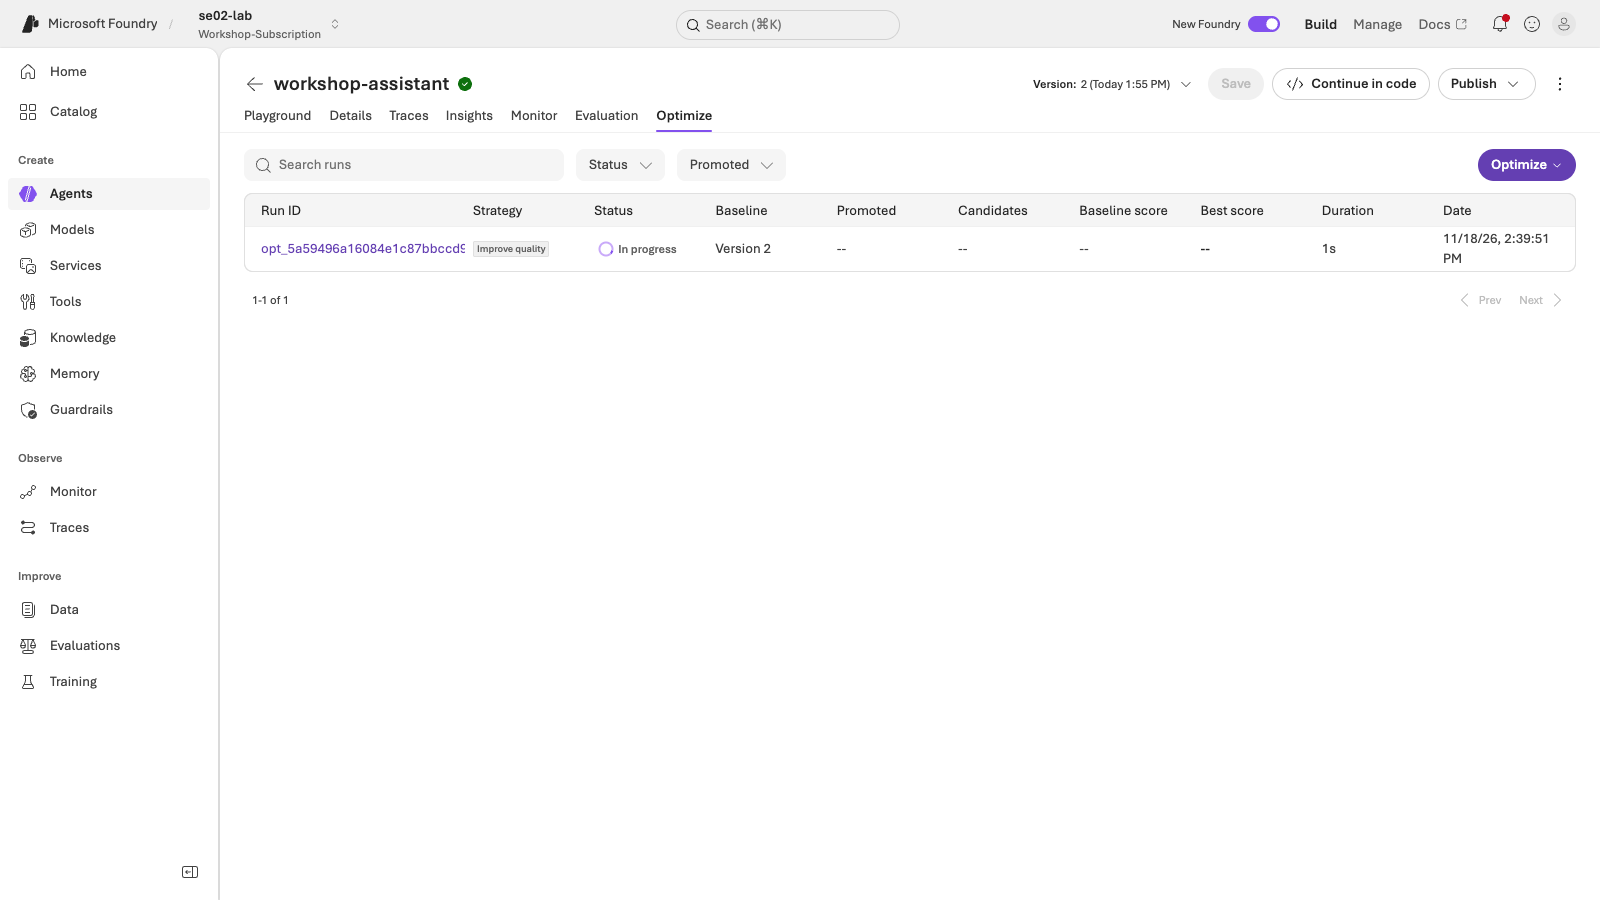 Microsoft Foundry / se02-lab
Workshop-Subscription
Search (⌘K)
New Foundry
Build
Manage
Docs
Home
Catalog
Create
Agents
Models
Services
Tools
Knowledge
Memory
Guardrails
Observe
Monitor
Traces
Improve
Data
Evaluations
Training
workshop-assistant
Version: 2 (Today 1:55 PM)
Save
Continue in code
Publish
Playground Details Traces Insights Monitor Evaluation Optimize
Search runs
Status
Promoted
Optimize
Run ID Strategy Status Baseline Promoted Candidates Baseline score Best score Duration Date
opt_5a59496a16084e1c87bbccd9 Improve quality In progress Version 2 -- -- -- -- 1s 11/18/26, 2:39:51
PM
1-1 of 1
Prev Next